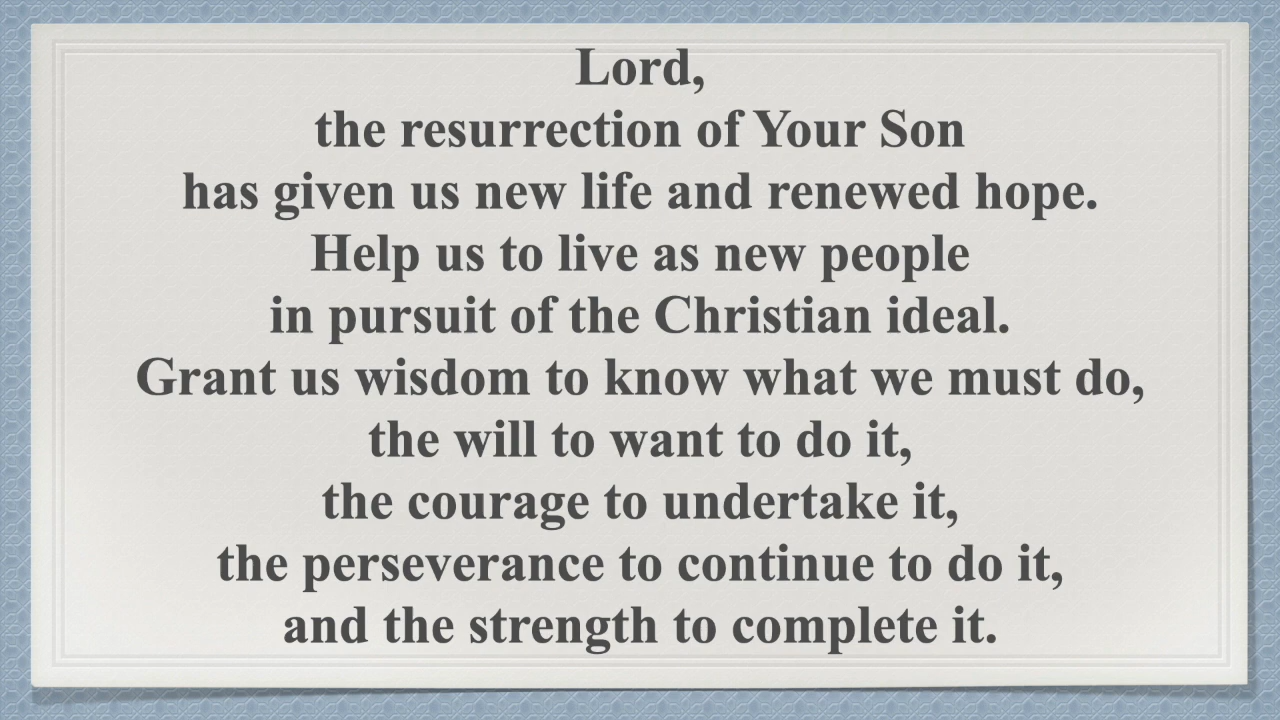 Lord,
the resurrection of Your Son
has given us new life and renewed hope.
Help us to live as new people
in pursuit of the Christian ideal.
Grant us wisdom to know what we must do,
the will to want to do it,
the courage to undertake it,
the perseverance to continue to do it,
and the strength to complete it.